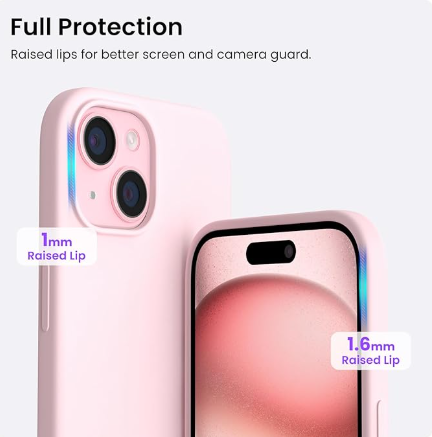 Full Protection
Raised lips for better screen and camera guard.
1mm
Raised Lip
1.6mm
Raised Lip